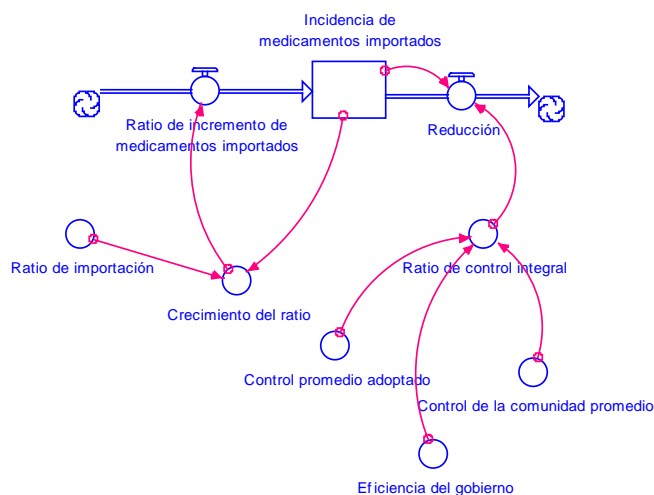 Incidencia de
medicamentos importados
Ratio de incremento de
medicamentos importados
Reducción
Ratio de importación
Ratio de control integral
Crecimiento del ratio
Control promedio adoptado
Control de la comunidad promedio
Eficiencia del gobierno